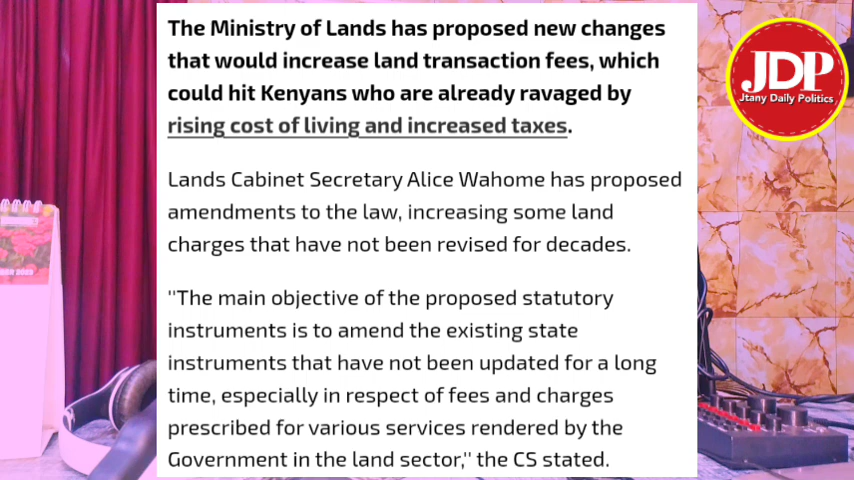 The Ministry of Lands has proposed new changes
that would increase land transaction fees, which
could hit Kenyans who are already ravaged by
rising cost of living and increased taxes.
Lands Cabinet Secretary Alice Wahome has proposed
amendments to the law, increasing some land
charges that have not been revised for decades.
"The main objective of the proposed statutory
instruments is to amend the existing state
instruments that have not been updated for a long
time, especially in respect of fees and charges
prescribed for various services rendered by the
Government in the land sector," the CS stated.
JDP
Jtany Daily Politics